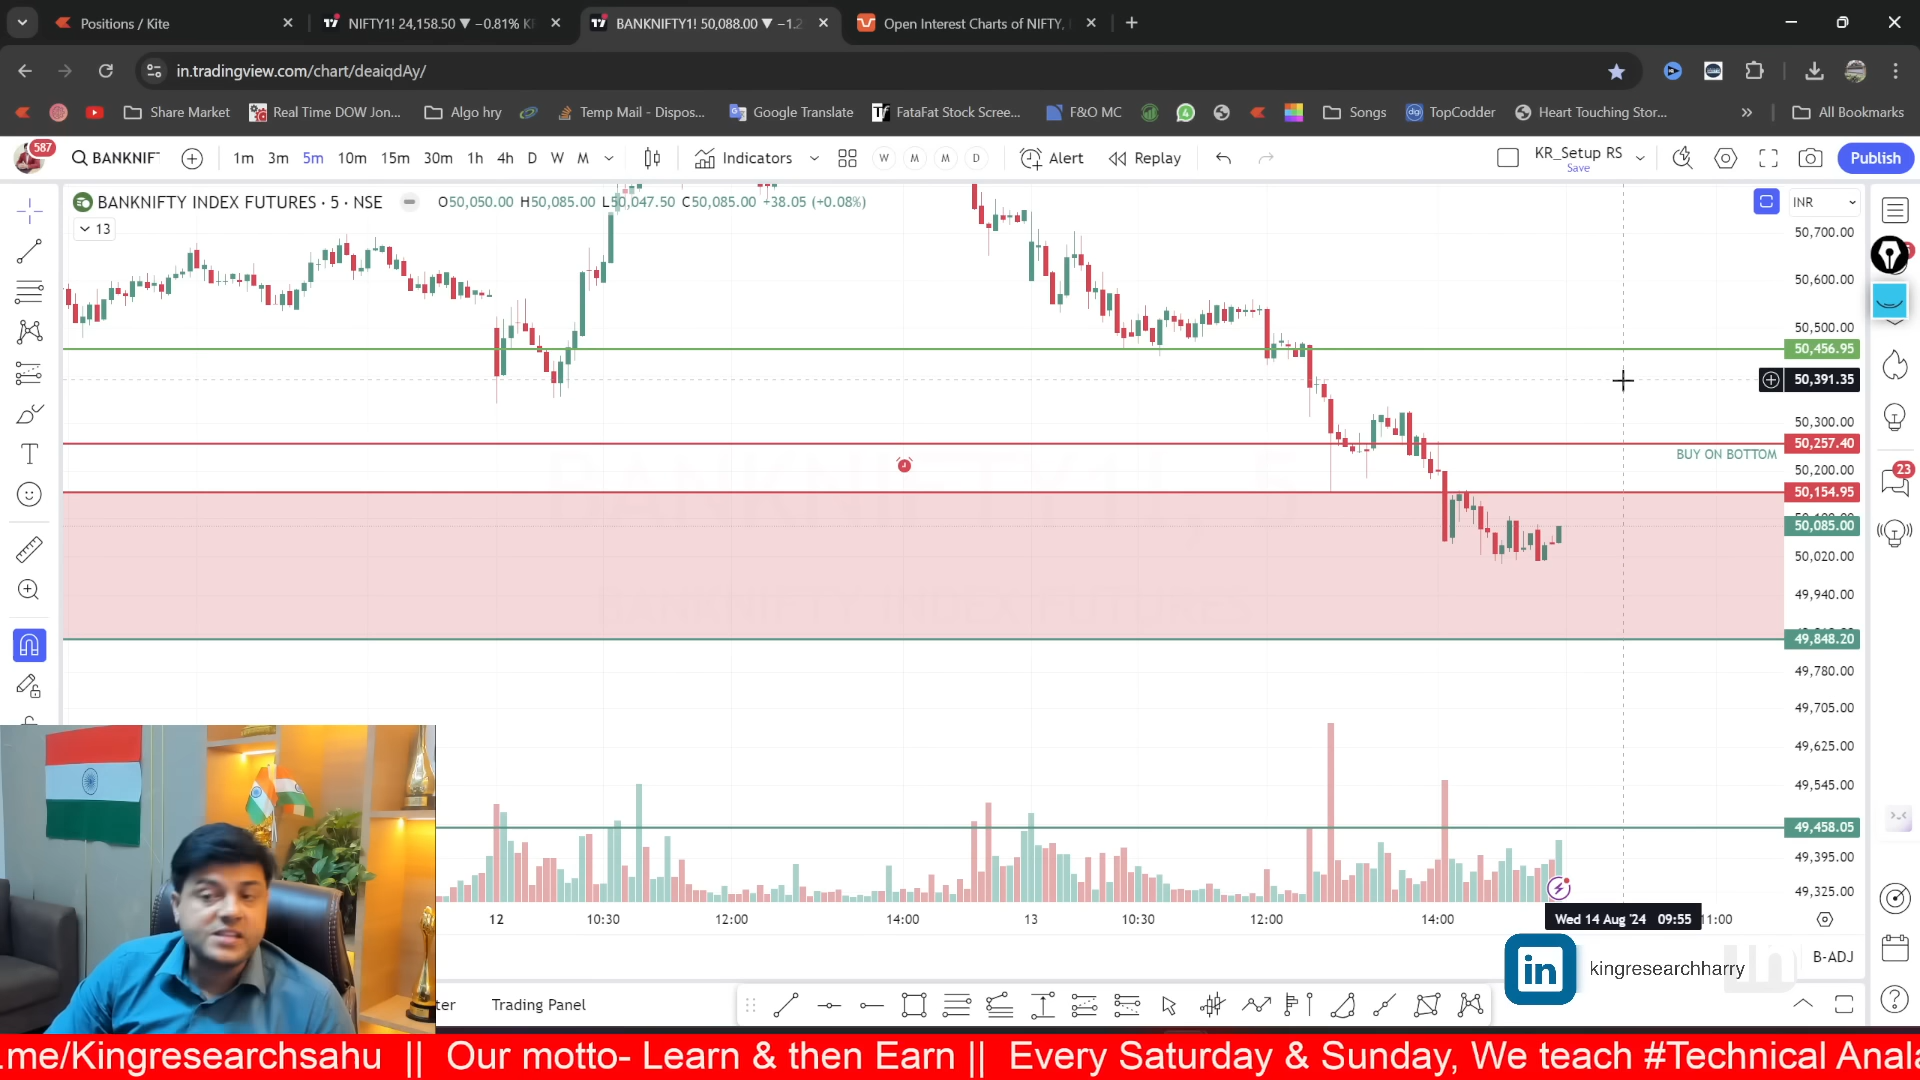 Positions / Kite
NIFTY1! 24,158.50 ▼ −0.81%
BANKNIFTY1! 50,088.00 ▼ −1.2
Open Interest Charts of NIFTY,
in.tradingview.com/chart/deaiqdAy/
Share Market
Real Time DOW Jon...
Algo hry
Temp Mail - Dispos...
Google Translate
FataFat Stock Scree...
F&O MC
Songs
TopCodder
Heart Touching Stor...
All Bookmarks
587
BANKNIF
1m 3m 5m 10m 15m 30m 1h 4h D W M
Indicators
W M M D
Alert
Replay
KR_Setup RS
Save
Publish
BANKNIFTY INDEX FUTURES · 5 · NSE
O50,050.00 H50,085.00 L50,047.50 C50,085.00 +38.05 (+0.08%)
INR
13
50,700.00
50,600.00
50,500.00
50,456.95
50,391.35
50,300.00
50,257.40
BUY ON BOTTOM
50,200.00
50,154.95
50,085.00
50,020.00
49,940.00
49,848.20
49,780.00
49,705.00
49,625.00
49,545.00
49,458.05
49,395.00
49,325.00
23
12 10:30 12:00 14:00 13 10:30 12:00 14:00
Wed 14 Aug '24 09:55
11:00
in
kingresearchharry
B-ADJ
ter
Trading Panel
.me/Kingresearchsahu || Our motto- Learn & then Earn || Every Saturday & Sunday, We teach #Technical Anala